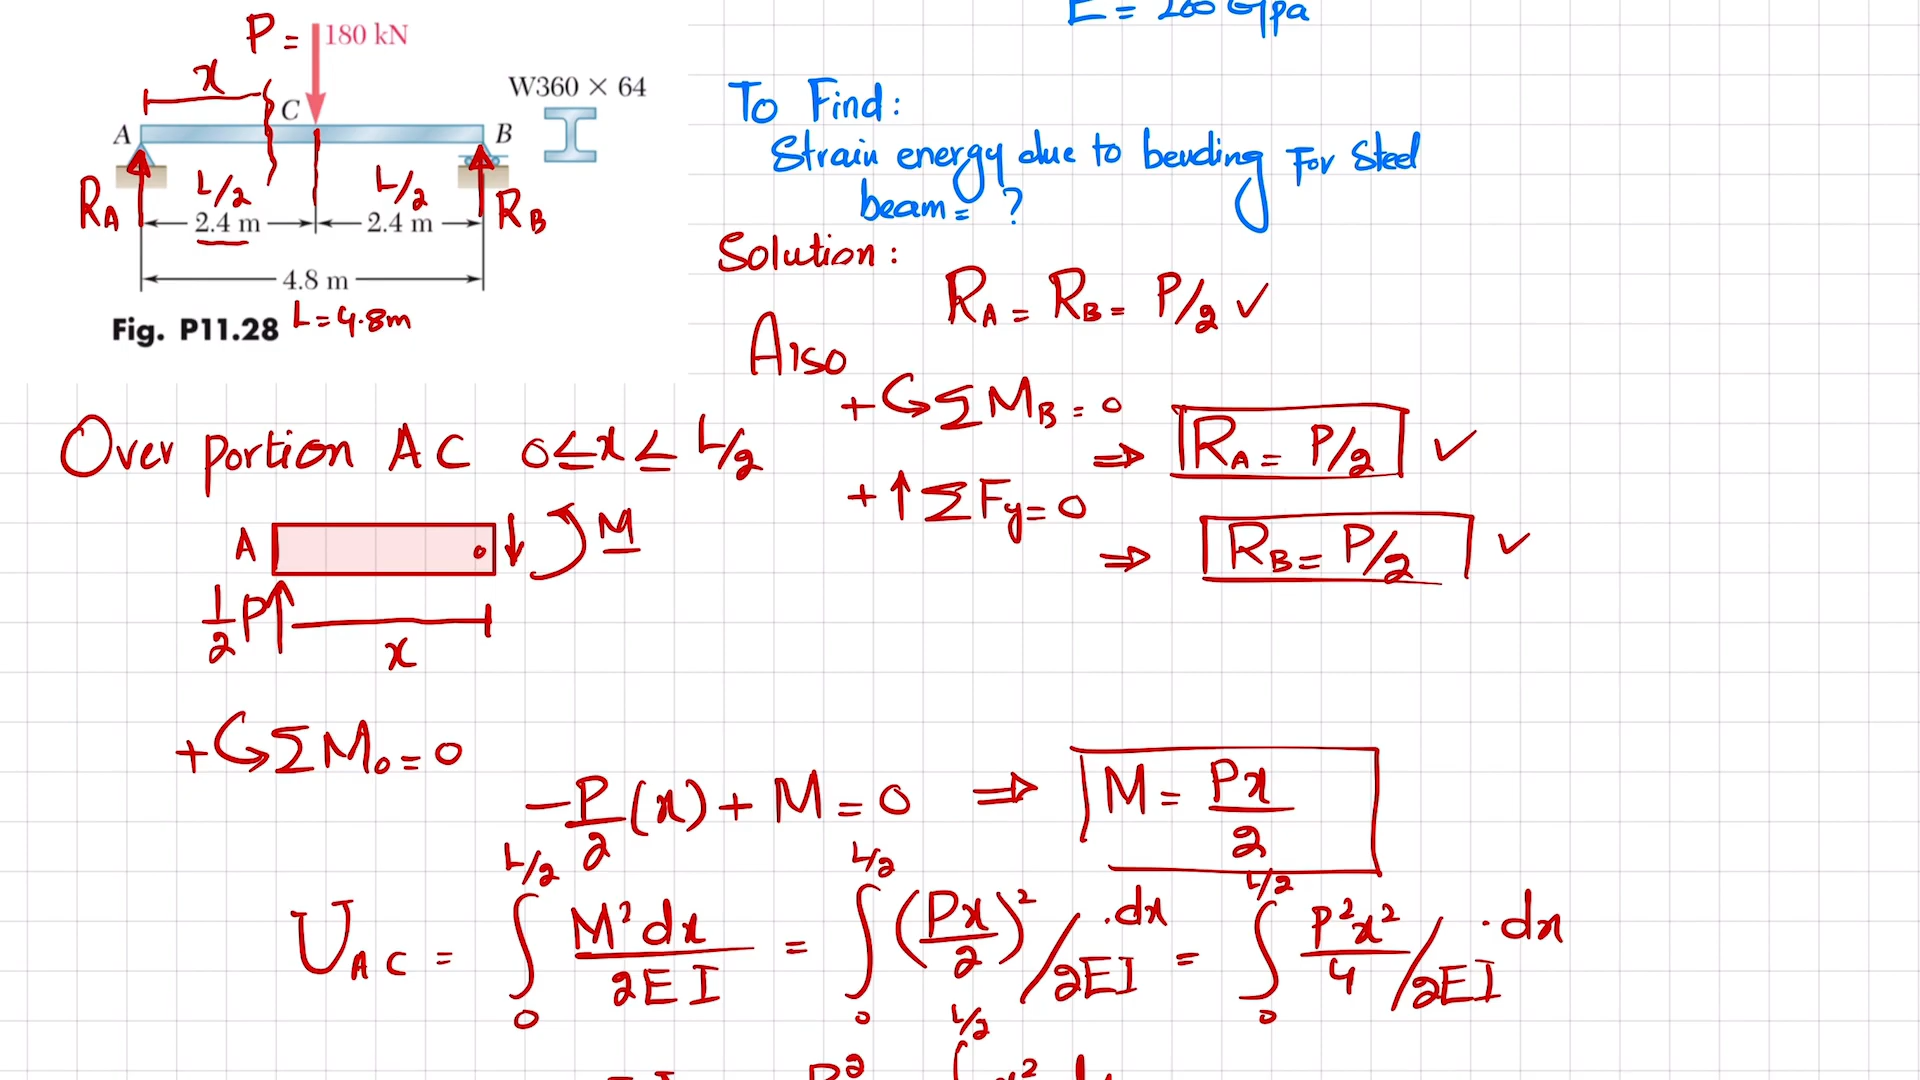 E = 200 Gpa
P = 180 kN
x
W360 × 64
C
A B
L/2 L/2
RA RB
2.4 m 2.4 m
4.8 m
Fig. P11.28 L = 4.8m
To Find:
Strain energy due to bending For Steel
beam = ?
Solution:
RA = RB = P/2 ✓
Also
+ ΣMB = 0
⇒ RA = P/2 ✓
+↑ ΣFy = 0
⇒ RB = P/2 ✓
Over portion AC 0 ≤ x ≤ L/2
A o ↓ M
1/2 P
x
+ ΣMo = 0
-P/2 (x) + M = 0 ⇒ M = Px/2
UAC = ∫₀^L/2 M² dx / 2EI = ∫₀^L/2 (Px/2)² / 2EI .dx = ∫₀^L/2 P²x²/4 / 2EI .dx
L/2